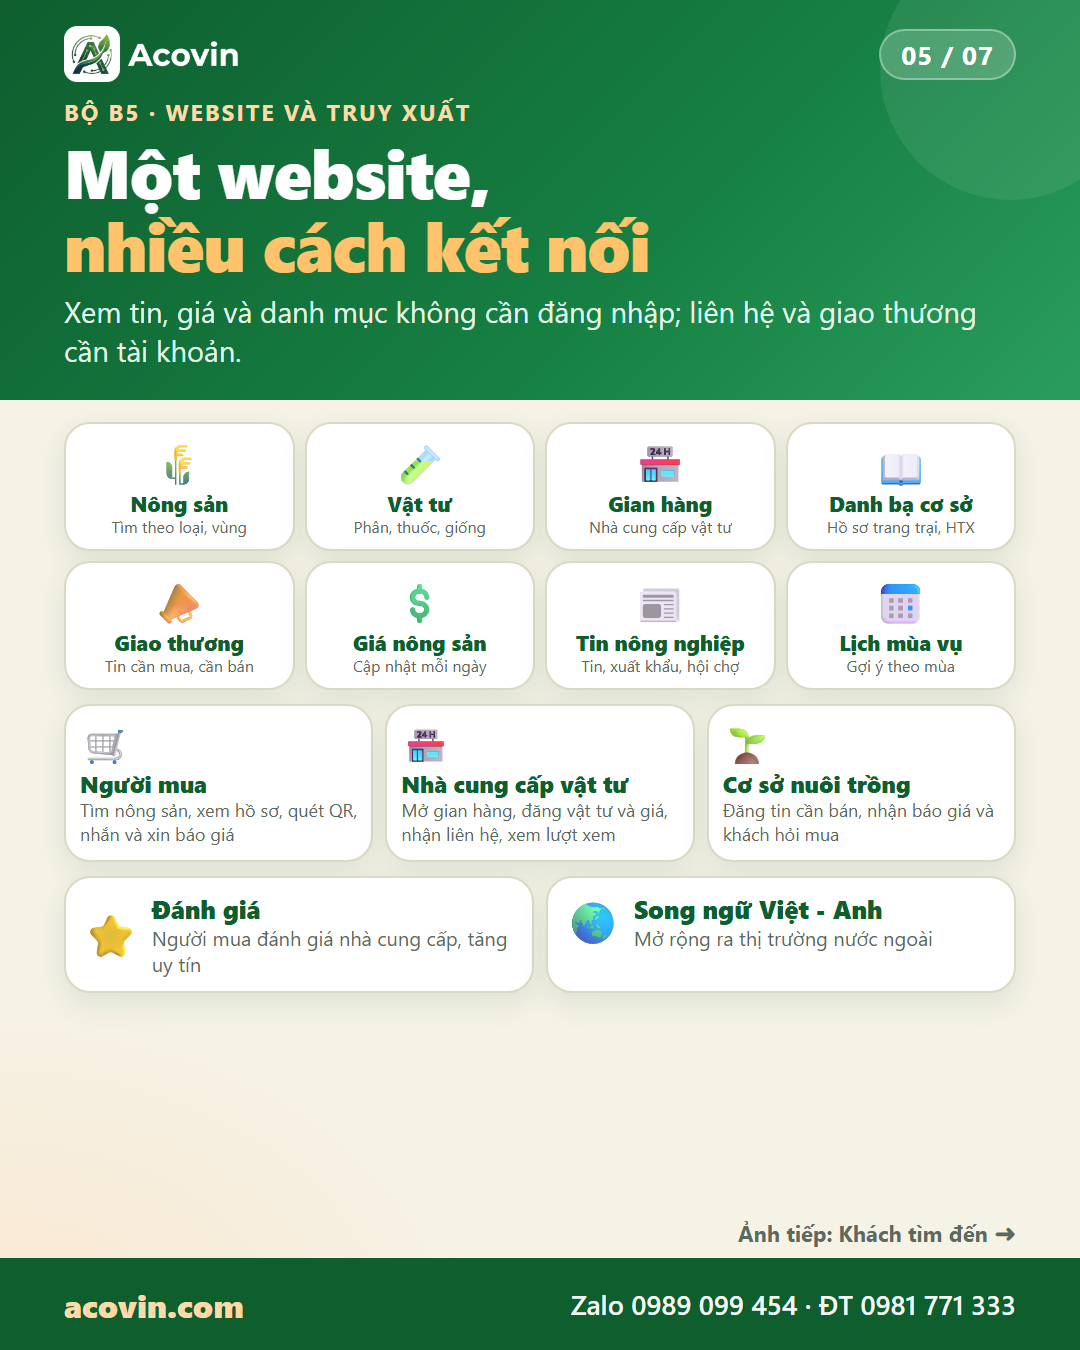 Acovin
05 / 07
BỘ B5 · WEBSITE VÀ TRUY XUẤT
Một website,
nhiều cách kết nối
Xem tin, giá và danh mục không cần đăng nhập; liên hệ và giao thương
cần tài khoản.
Nông sản
Tìm theo loại, vùng
Vật tư
Phân, thuốc, giống
24 H
Gian hàng
Nhà cung cấp vật tư
Danh bạ cơ sở
Hồ sơ trang trại, HTX
Giao thương
Tin cần mua, cần bán
Giá nông sản
Cập nhật mỗi ngày
Tin nông nghiệp
Tin, xuất khẩu, hội chợ
Lịch mùa vụ
Gợi ý theo mùa
Người mua
Tìm nông sản, xem hồ sơ, quét QR,
nhắn và xin báo giá
24 H
Nhà cung cấp vật tư
Mở gian hàng, đăng vật tư và giá,
nhận liên hệ, xem lượt xem
Cơ sở nuôi trồng
Đăng tin cần bán, nhận báo giá và
khách hỏi mua
Đánh giá
Người mua đánh giá nhà cung cấp, tăng
uy tín
Song ngữ Việt - Anh
Mở rộng ra thị trường nước ngoài
Ảnh tiếp: Khách tìm đến →
acovin.com
Zalo 0989 099 454 · ĐT 0981 771 333